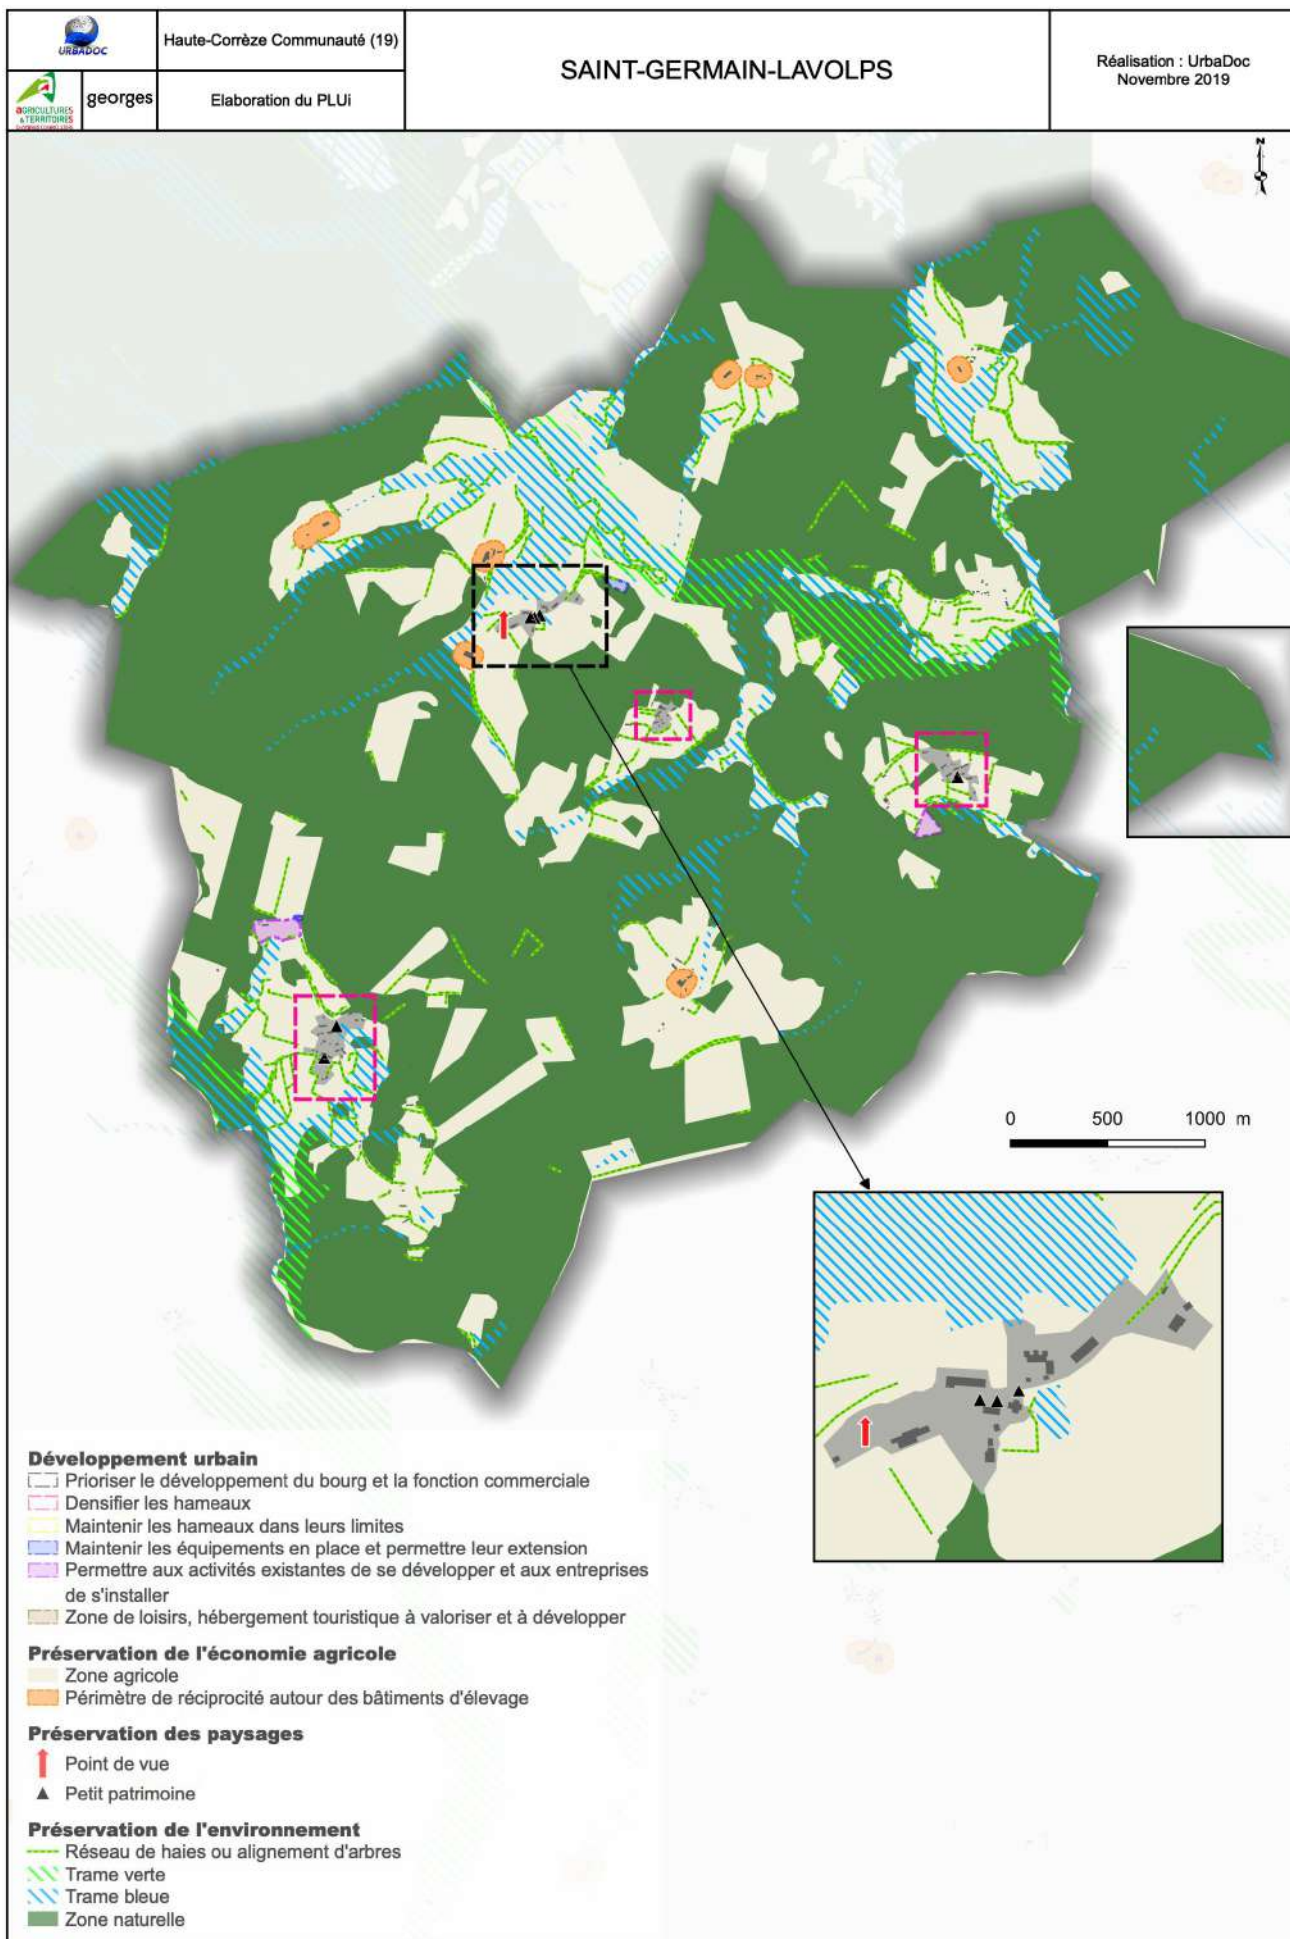 URBADOC
Haute-Corrèze Communauté (19)
SAINT-GERMAIN-LAVOLPS
Réalisation : UrbaDoc
Novembre 2019
AGRICULTURES
& TERRITOIRES
georges
Elaboration du PLUi
N
0 500 1000 m
Développement urbain
Prioriser le développement du bourg et la fonction commerciale
Densifier les hameaux
Maintenir les hameaux dans leurs limites
Maintenir les équipements en place et permettre leur extension
Permettre aux activités existantes de se développer et aux entreprises
de s'installer
Zone de loisirs, hébergement touristique à valoriser et à développer
Préservation de l'économie agricole
Zone agricole
Périmètre de réciprocité autour des bâtiments d'élevage
Préservation des paysages
Point de vue
Petit patrimoine
Préservation de l'environnement
Réseau de haies ou alignement d'arbres
Trame verte
Trame bleue
Zone naturelle